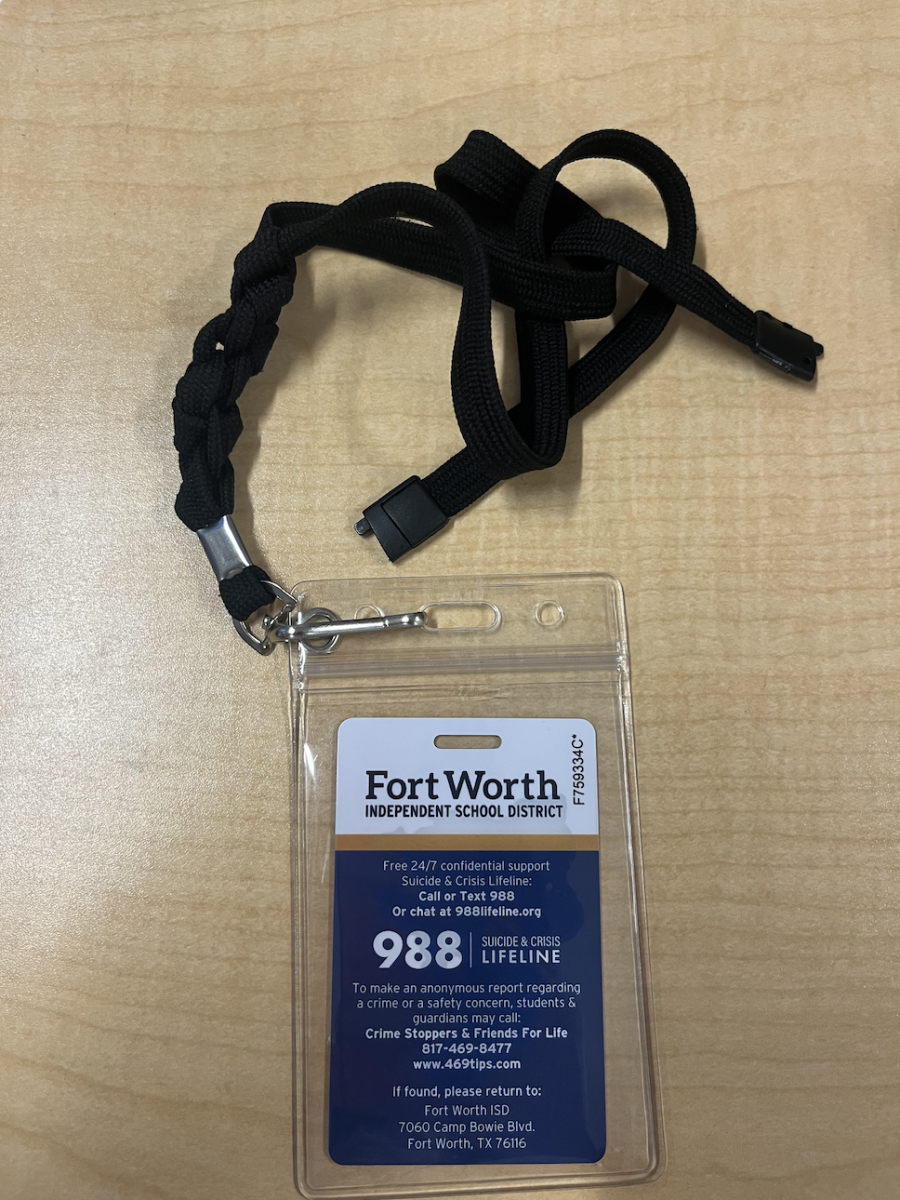 Fort Worth
INDEPENDENT SCHOOL DISTRICT
F759334C*
Free 24/7 confidential support
Suicide & Crisis Lifeline:
Call or Text 988
Or chat at 988lifeline.org
988
SUICIDE & CRISIS
LIFELINE
To make an anonymous report regarding
a crime or a safety concern, students &
guardians may call:
Crime Stoppers & Friends For Life
817-469-8477
www.469tips.com
If found, please return to:
Fort Worth ISD
7060 Camp Bowie Blvd.
Fort Worth, TX 76116